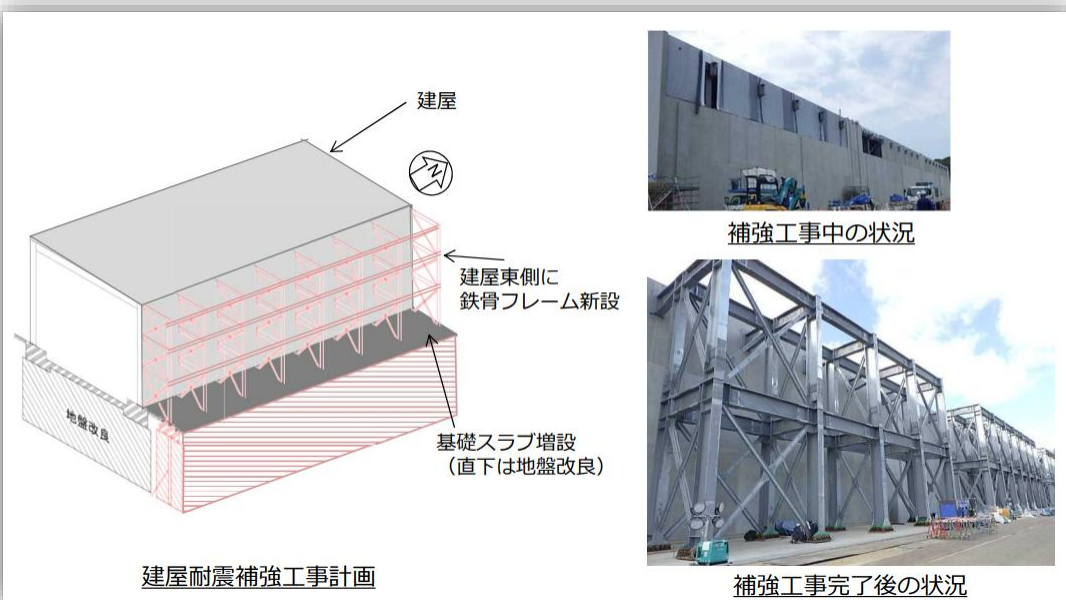 建屋
N
建屋東側に
鉄骨フレーム新設
地盤改良
基礎スラブ増設
（直下は地盤改良）
建屋耐震補強工事計画
補強工事中の状況
補強工事完了後の状況